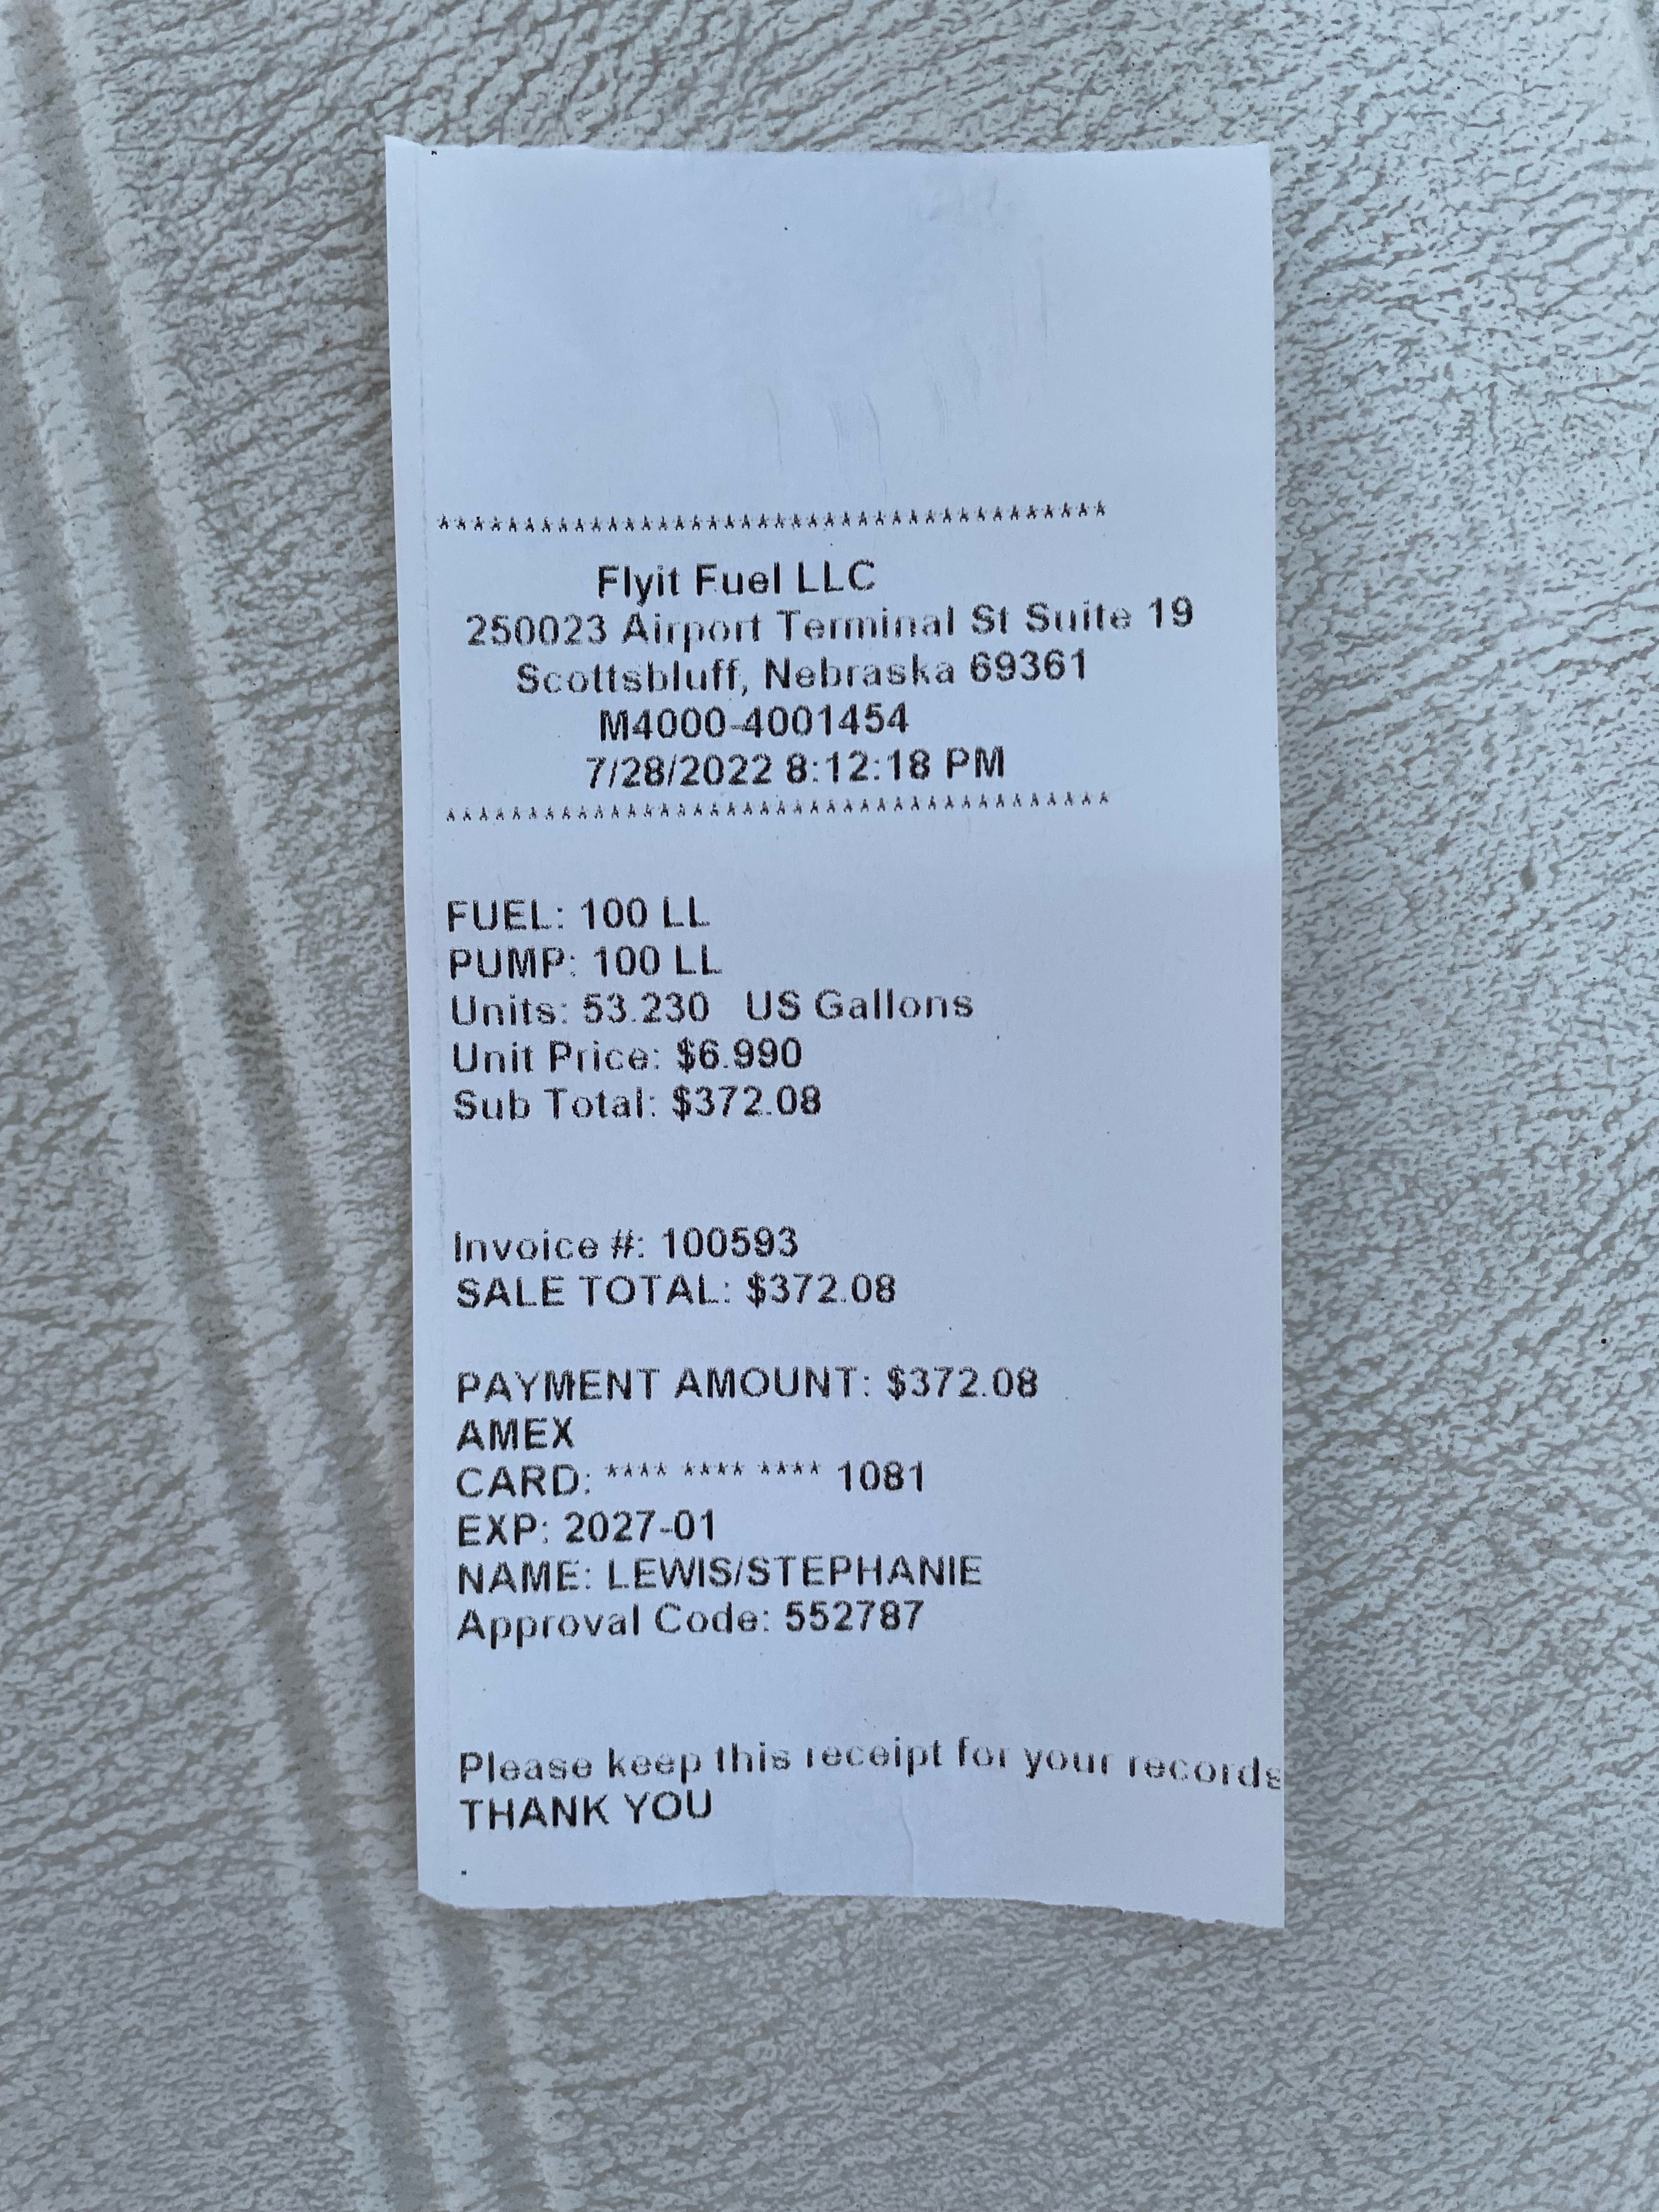 ****************************************
Flyit Fuel LLC
250023 Airport Terminal St Suite 19
Scottsbluff, Nebraska 69361
M4000-4001454
7/28/2022 8:12:18 PM
****************************************
FUEL: 100 LL
PUMP: 100 LL
Units: 53.230 US Gallons
Unit Price: $6.990
Sub Total: $372.08
Invoice #: 100593
SALE TOTAL: $372.08
PAYMENT AMOUNT: $372.08
AMEX
CARD: **** **** **** 1081
EXP: 2027-01
NAME: LEWIS/STEPHANIE
Approval Code: 552787
Please keep this receipt for your records
THANK YOU
.